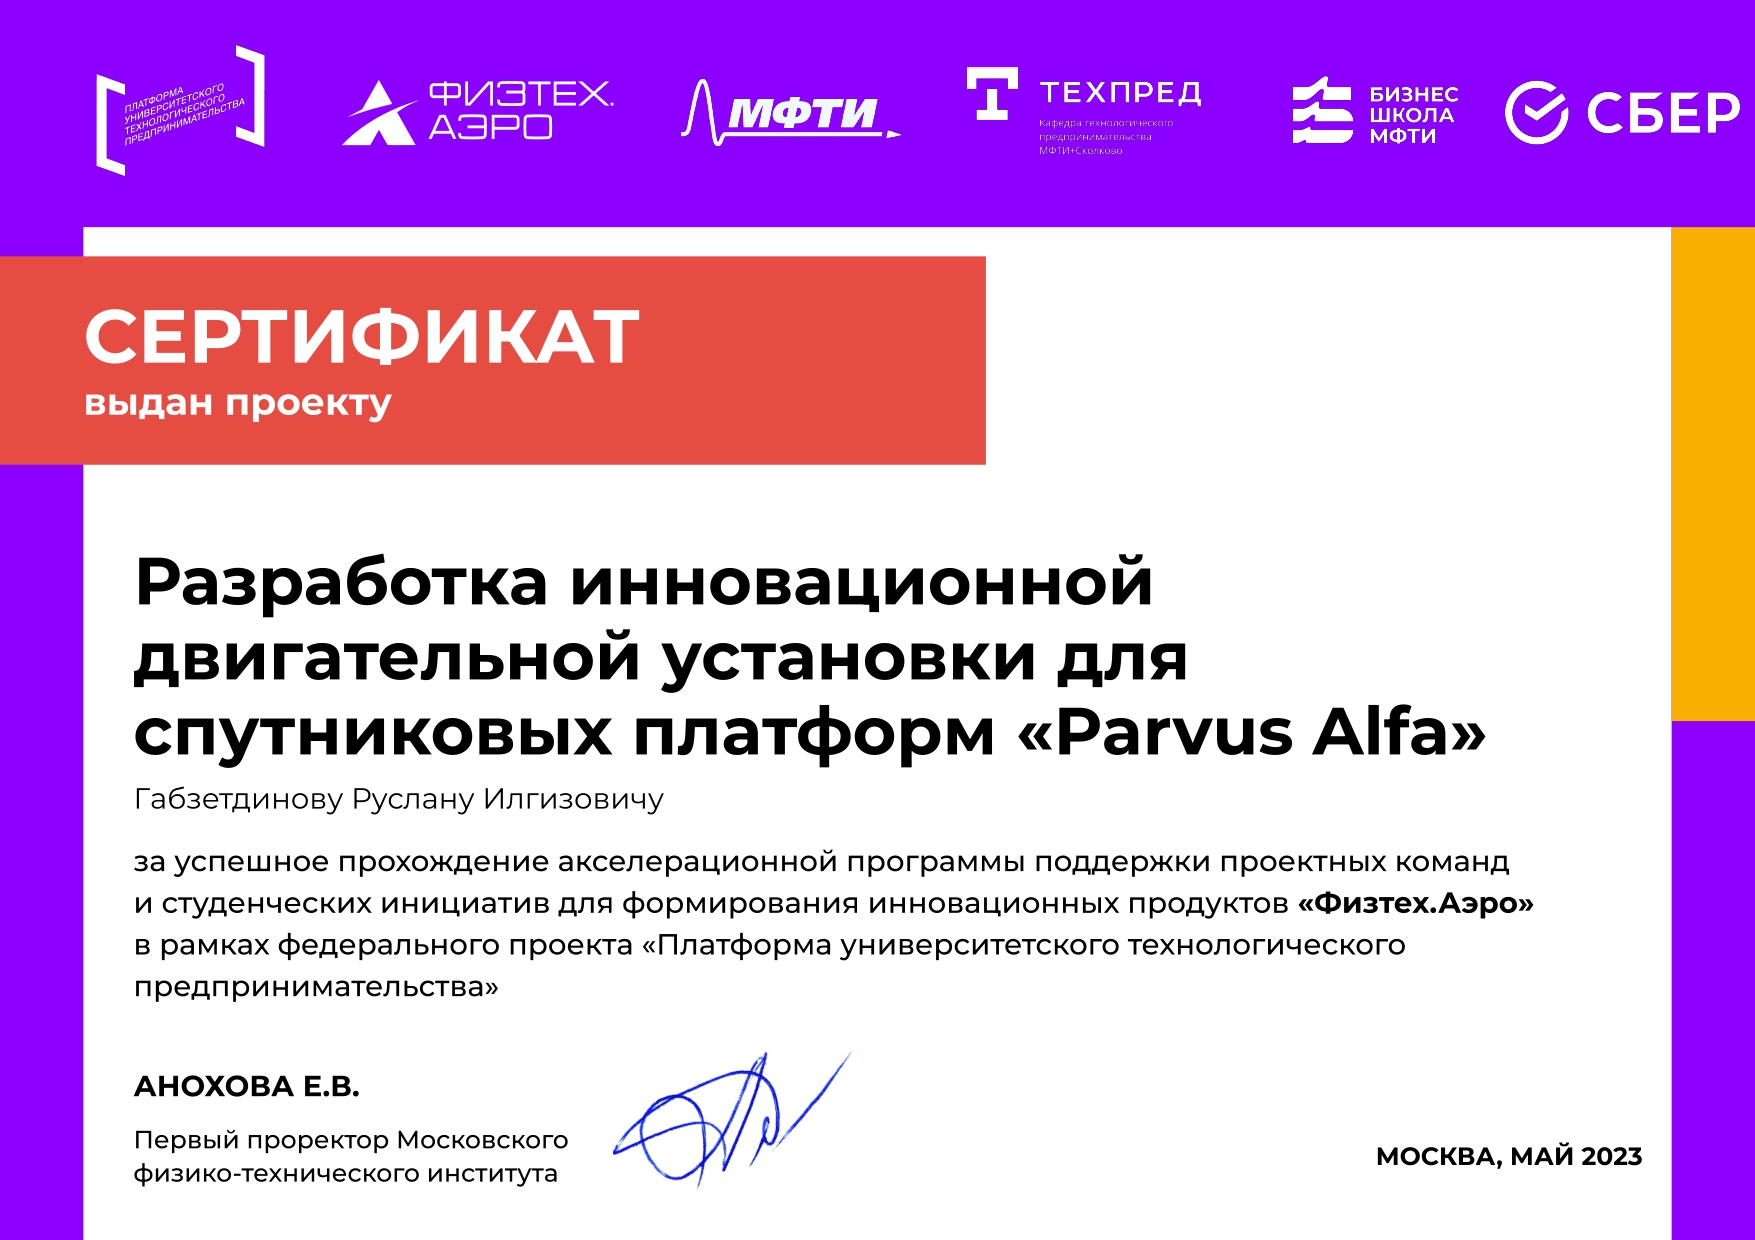 ПЛАТФОРМА
УНИВЕРСИТЕТСКОГО
ТЕХНОЛОГИЧЕСКОГО
ПРЕДПРИНИМАТЕЛЬСТВА
ФИЗТЕХ.
АЭРО
МФТИ
ТЕХПРЕД
Кафедра технологического
предпринимательства
МФТИ+Сколково
БИЗНЕС
ШКОЛА
МФТИ
СБЕР
СЕРТИФИКАТ
выдан проекту
Разработка инновационной
двигательной установки для
спутниковых платформ «Parvus Alfa»
Габзетдинову Руслану Илгизовичу
за успешное прохождение акселерационной программы поддержки проектных команд
и студенческих инициатив для формирования инновационных продуктов «Физтех.Аэро»
в рамках федерального проекта «Платформа университетского технологического
предпринимательства»
АНОХОВА Е.В.
Первый проректор Московского
физико-технического института
МОСКВА, МАЙ 2023